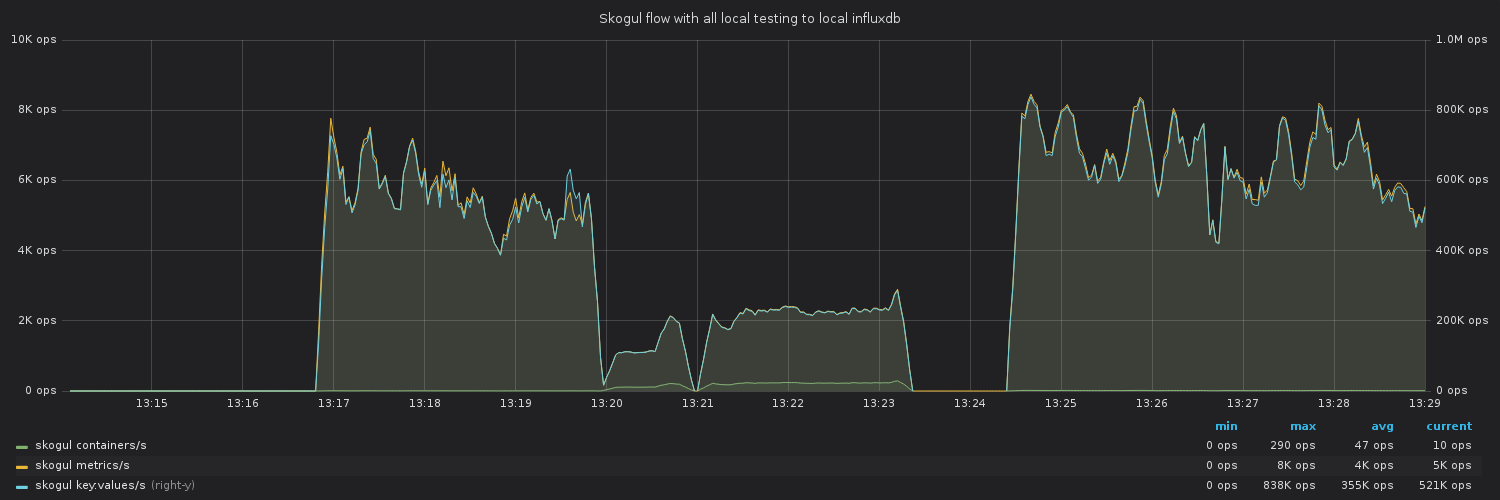 Skogul flow with all local testing to local influxdb
10K ops 1.0M ops
8K ops 800K ops
6K ops 600K ops
4K ops 400K ops
2K ops 200K ops
0 ops 0 ops
13:15 13:16 13:17 13:18 13:19 13:20 13:21 13:22 13:23 13:24 13:25 13:26 13:27 13:28 13:29
min max avg current
skogul containers/s 0 ops 290 ops 47 ops 10 ops
skogul metrics/s 0 ops 8K ops 4K ops 5K ops
skogul key:values/s (right-y) 0 ops 838K ops 355K ops 521K ops